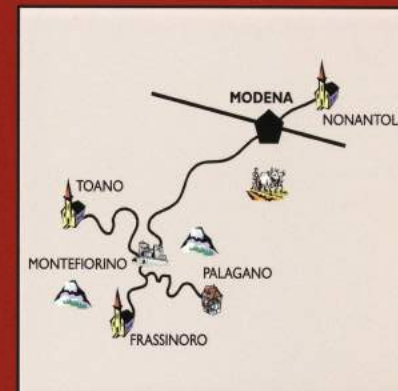 MODENA
NONANTOL
TOANO
MONTEFIORINO
PALAGANO
FRASSINORO